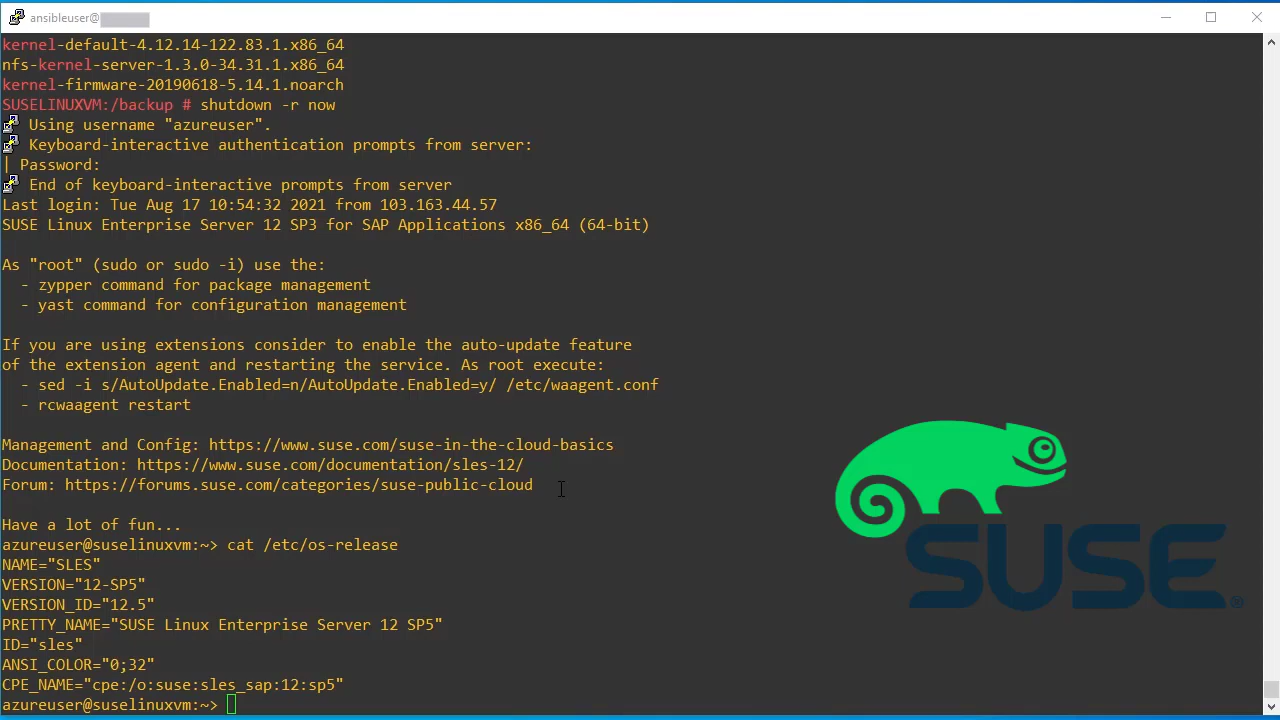 ansibleuser@
kernel-default-4.12.14-122.83.1.x86_64
nfs-kernel-server-1.3.0-34.31.1.x86_64
kernel-firmware-20190618-5.14.1.noarch
SUSELINUXVM:/backup # shutdown -r now
Using username "azureuser".
Keyboard-interactive authentication prompts from server:
| Password:
End of keyboard-interactive prompts from server
Last login: Tue Aug 17 10:54:32 2021 from 103.163.44.57
SUSE Linux Enterprise Server 12 SP3 for SAP Applications x86_64 (64-bit)
As "root" (sudo or sudo -i) use the:
- zypper command for package management
- yast command for configuration management
If you are using extensions consider to enable the auto-update feature
of the extension agent and restarting the service. As root execute:
- sed -i s/AutoUpdate.Enabled=n/AutoUpdate.Enabled=y/ /etc/waagent.conf
- rcwaagent restart
Management and Config: https://www.suse.com/suse-in-the-cloud-basics
Documentation: https://www.suse.com/documentation/sles-12/
Forum: https://forums.suse.com/categories/suse-public-cloud
Have a lot of fun...
azureuser@suselinuxvm:~> cat /etc/os-release
NAME="SLES"
VERSION="12-SP5"
VERSION_ID="12.5"
PRETTY_NAME="SUSE Linux Enterprise Server 12 SP5"
ID="sles"
ANSI_COLOR="0;32"
CPE_NAME="cpe:/o:suse:sles_sap:12:sp5"
azureuser@suselinuxvm:~>
SUSE®